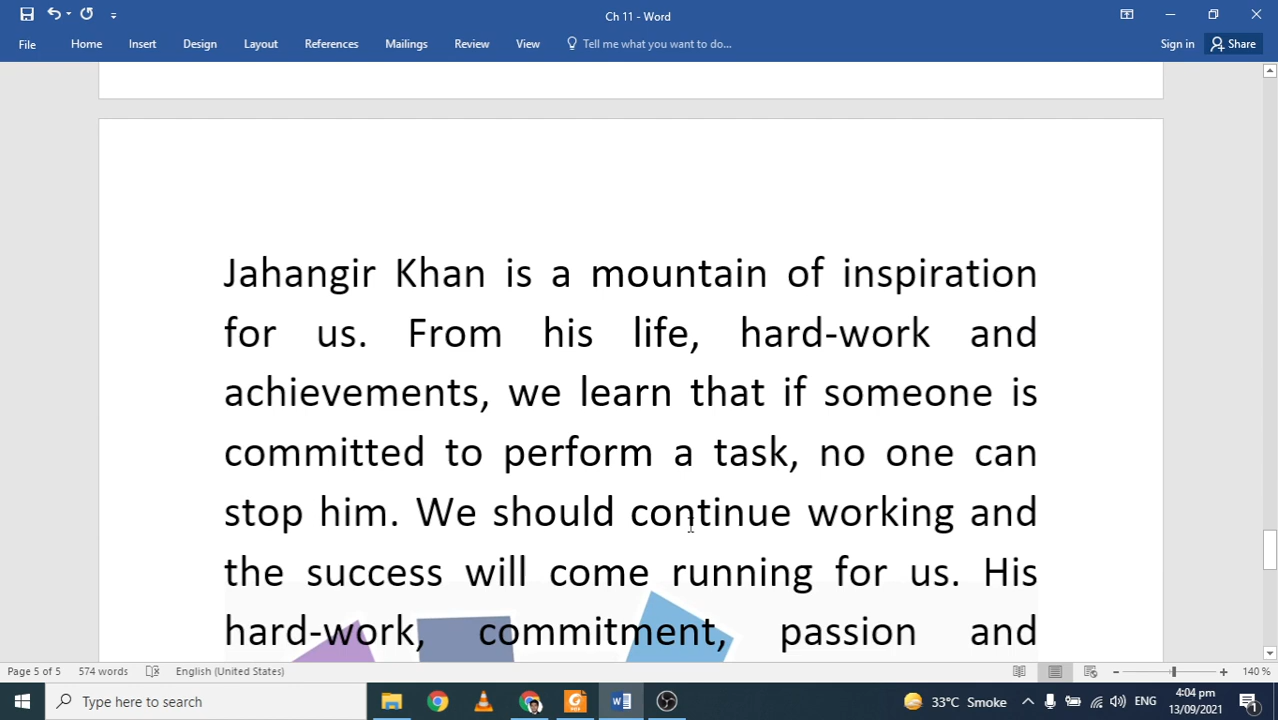 Ch 11 - Word
File Home Insert Design Layout References Mailings Review View Tell me what you want to do... Sign in Share
Jahangir Khan is a mountain of inspiration
for us. From his life, hard-work and
achievements, we learn that if someone is
committed to perform a task, no one can
stop him. We should continue working and
the success will come running for us. His
hard-work, commitment, passion and
Page 5 of 5 574 words English (United States) 140 %
Type here to search 33°C Smoke ENG 4:04 pm
13/09/2021 1